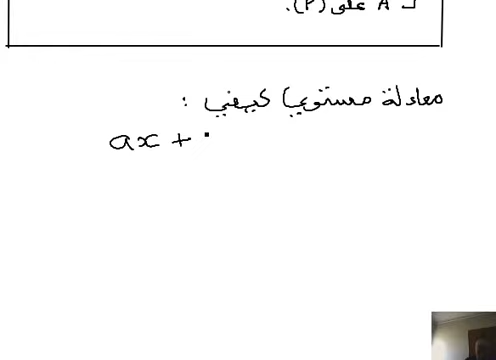 لـ A على (P).
معادلة مستوي كيفي :
ax +